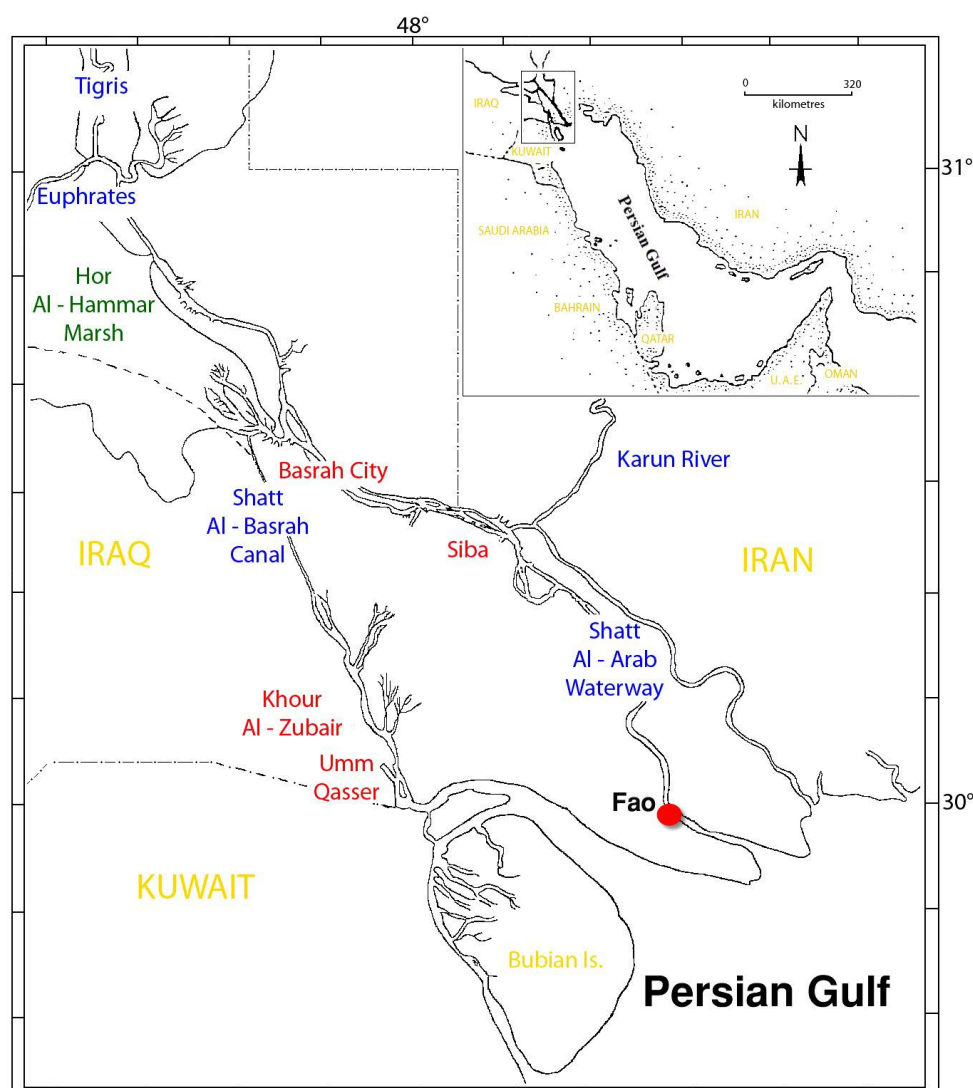 48°
Tigris
0
320
kilometres
IRAQ
N
KUWAIT
31°
Euphrates
Persian Gulf
IRAN
SAUDI ARABIA
Hor
Al - Hammar
Marsh
BAHRAIN
QATAR
U.A.E.
OMAN
Karun River
Basrah City
Shatt
Al - Basrah
Canal
Siba
IRAQ
IRAN
Shatt
Al - Arab
Waterway
Khour
Al - Zubair
Umm
Qasser
Fao
30°
KUWAIT
Bubian Is.
Persian Gulf